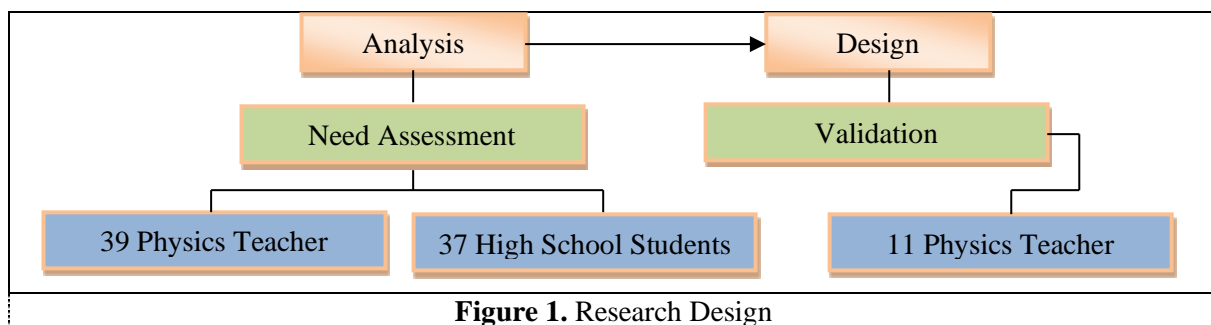 Analysis Design
Need Assessment Validation
39 Physics Teacher 37 High School Students 11 Physics Teacher
Figure 1. Research Design